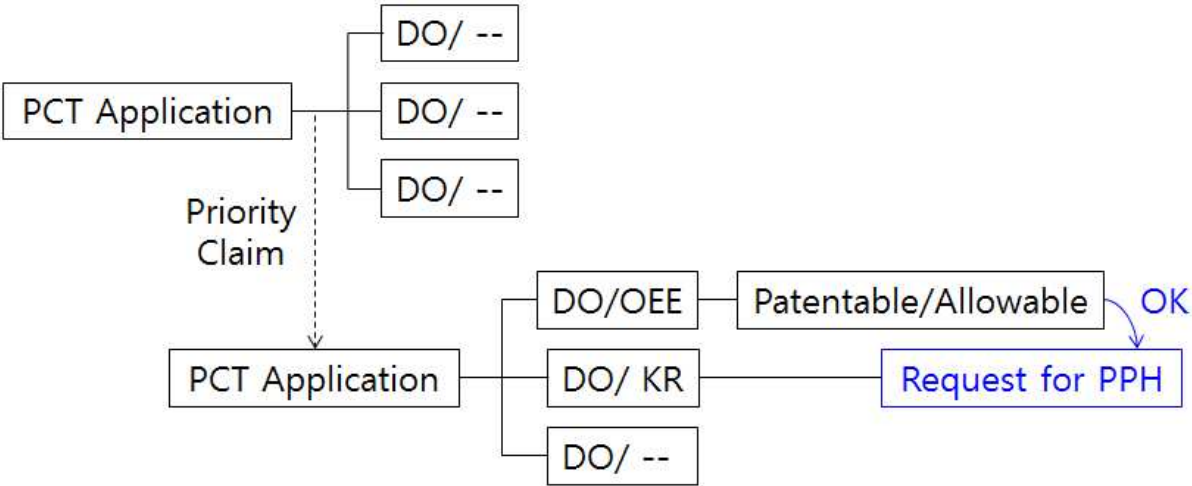 DO/ --
PCT Application
DO/ --
DO/ --
Priority
Claim
DO/OEE
Patentable/Allowable
OK
PCT Application
DO/ KR
Request for PPH
DO/ --